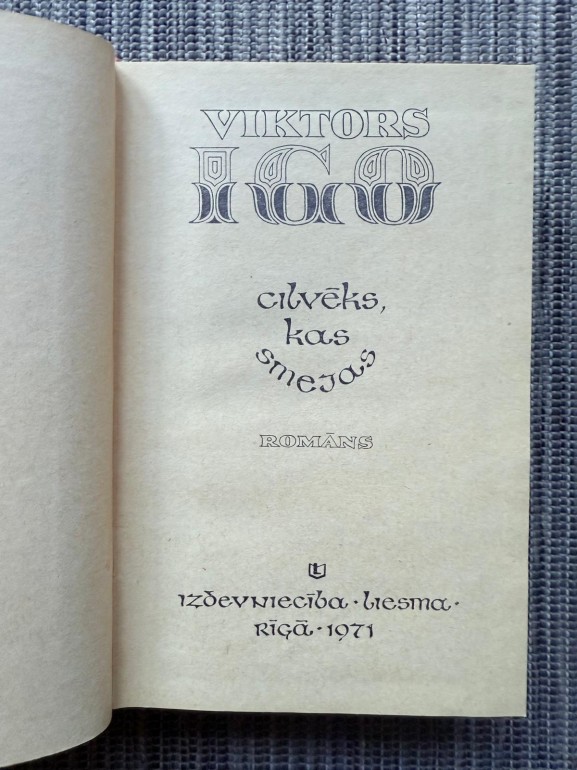 VIKTORS
IGO
cilvēks,
kas
smejas
ROMĀNS
L
izdevniecība · Liesma ·
Rīgā · 1971